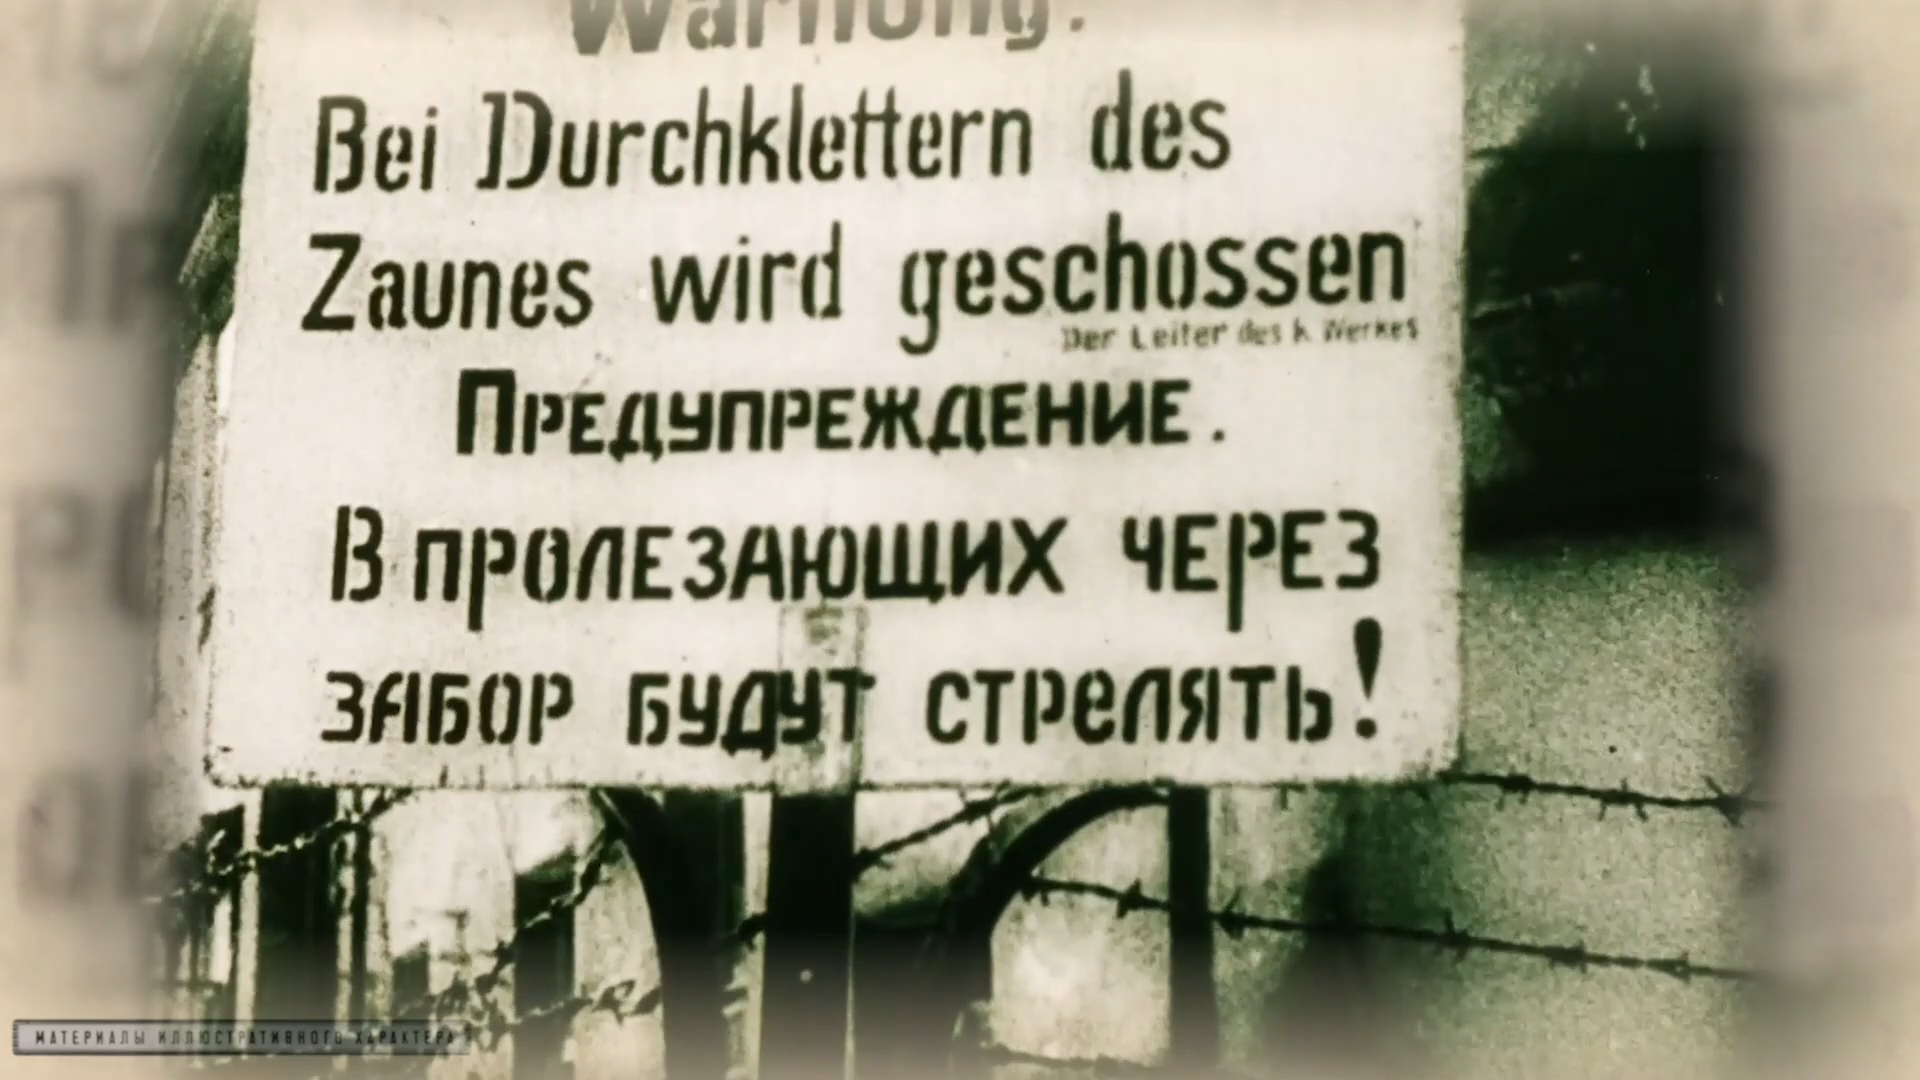 Warnung.
Bei Durchklettern des
Zaunes wird geschossen
Der Leiter des k. Werkes
ПРЕДУПРЕЖДЕНИЕ.
В ПРОЛЕЗАЮЩИХ ЧЕРЕЗ
ЗАБОР БУДУТ СТРЕЛЯТЬ!
МАТЕРИАЛЫ ИЛЛЮСТРАТИВНОГО ХАРАКТЕРА